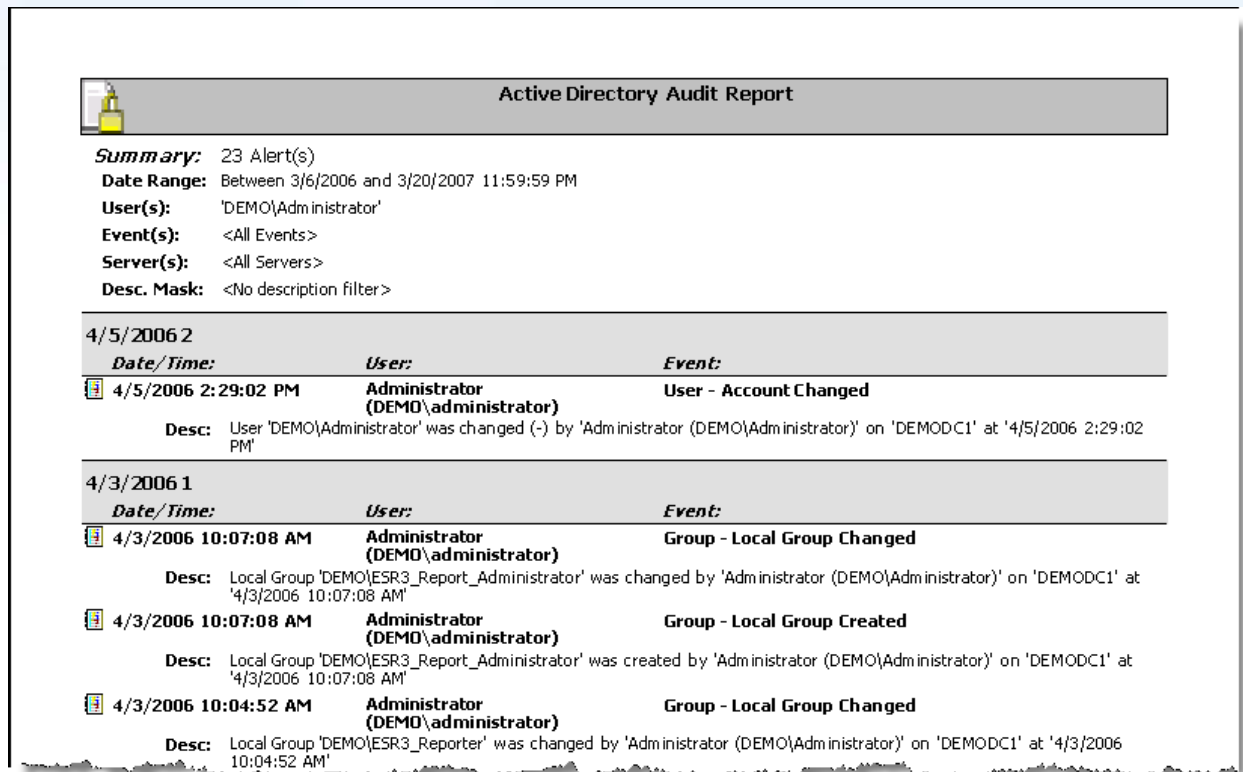 Active Directory Audit Report
Summary: 23 Alert(s)
Date Range: Between 3/6/2006 and 3/20/2007 11:59:59 PM
User(s): 'DEMO\Administrator'
Event(s): <All Events>
Server(s): <All Servers>
Desc. Mask: <No description filter>
4/5/2006 2
Date/Time: User: Event:
4/5/2006 2:29:02 PM Administrator User - Account Changed
(DEMO\administrator)
Desc: User 'DEMO\Administrator' was changed (-) by 'Administrator (DEMO\Administrator)' on 'DEMODC1' at '4/5/2006 2:29:02
PM'
4/3/2006 1
Date/Time: User: Event:
4/3/2006 10:07:08 AM Administrator Group - Local Group Changed
(DEMO\administrator)
Desc: Local Group 'DEMO\ESR3_Report_Administrator' was changed by 'Administrator (DEMO\Administrator)' on 'DEMODC1' at
'4/3/2006 10:07:08 AM'
4/3/2006 10:07:08 AM Administrator Group - Local Group Created
(DEMO\administrator)
Desc: Local Group 'DEMO\ESR3_Report_Administrator' was created by 'Administrator (DEMO\Administrator)' on 'DEMODC1' at
'4/3/2006 10:07:08 AM'
4/3/2006 10:04:52 AM Administrator Group - Local Group Changed
(DEMO\administrator)
Desc: Local Group 'DEMO\ESR3_Reporter' was changed by 'Administrator (DEMO\Administrator)' on 'DEMODC1' at '4/3/2006
10:04:52 AM'